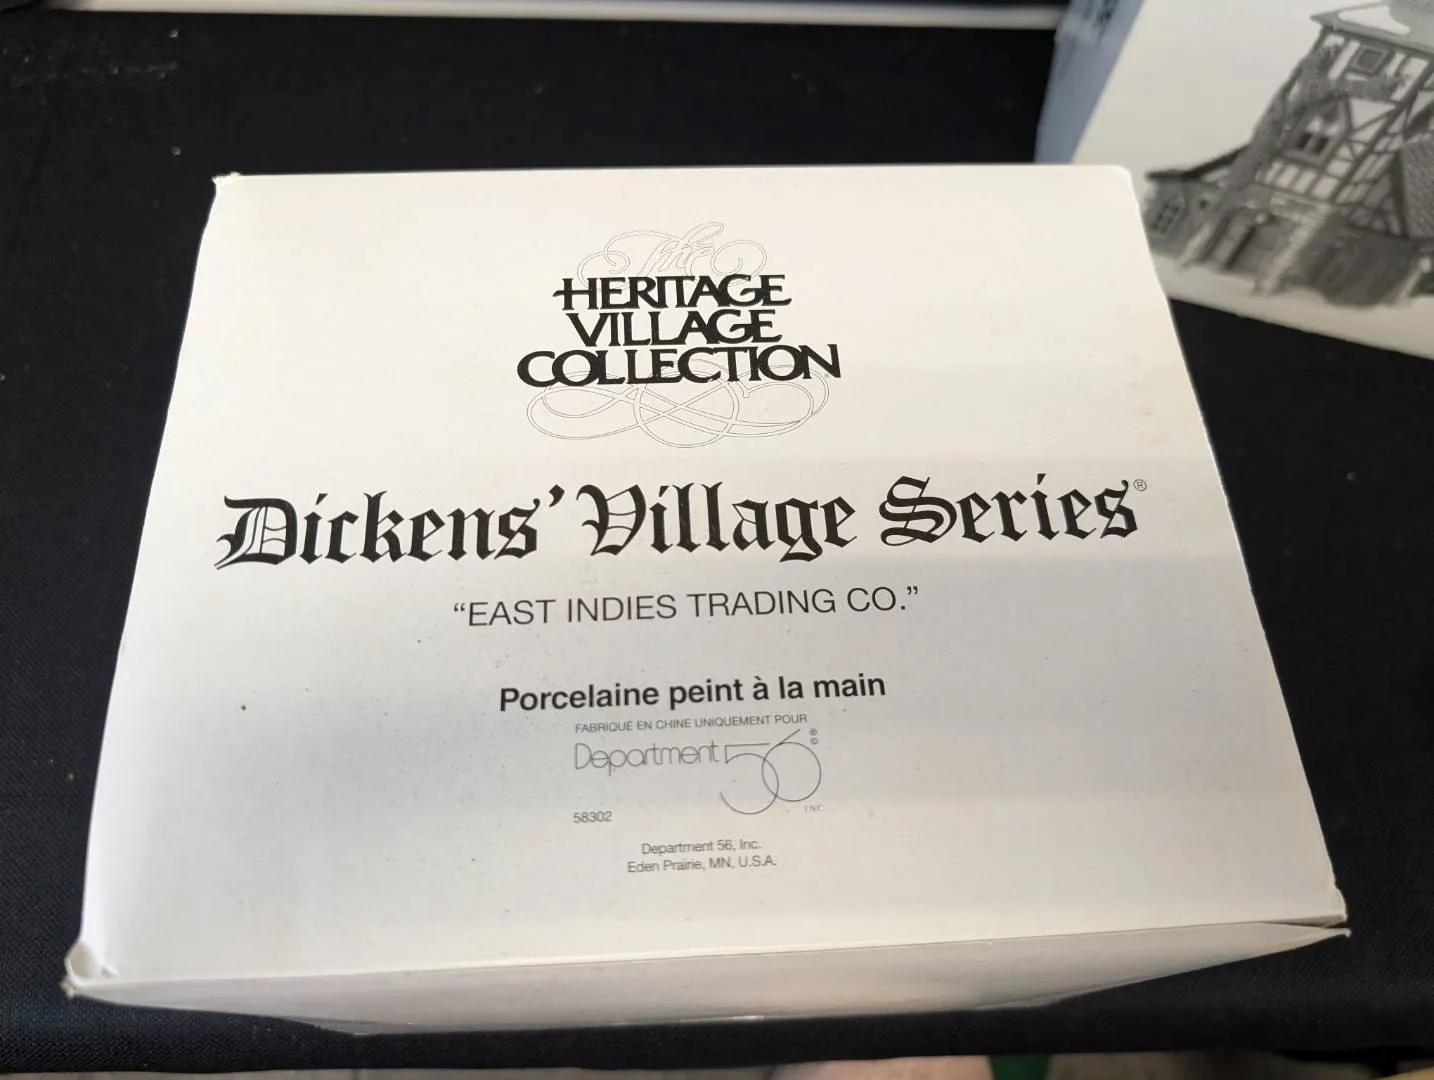 The
HERITAGE
VILLAGE
COLLECTION
Dickens' Village Series®
“EAST INDIES TRADING CO.”
Porcelaine peint à la main
FABRIQUÉ EN CHINE UNIQUEMENT POUR
Department 56 ® ©
INC.
58302
Department 56, Inc.
Eden Prairie, MN, U.S.A.